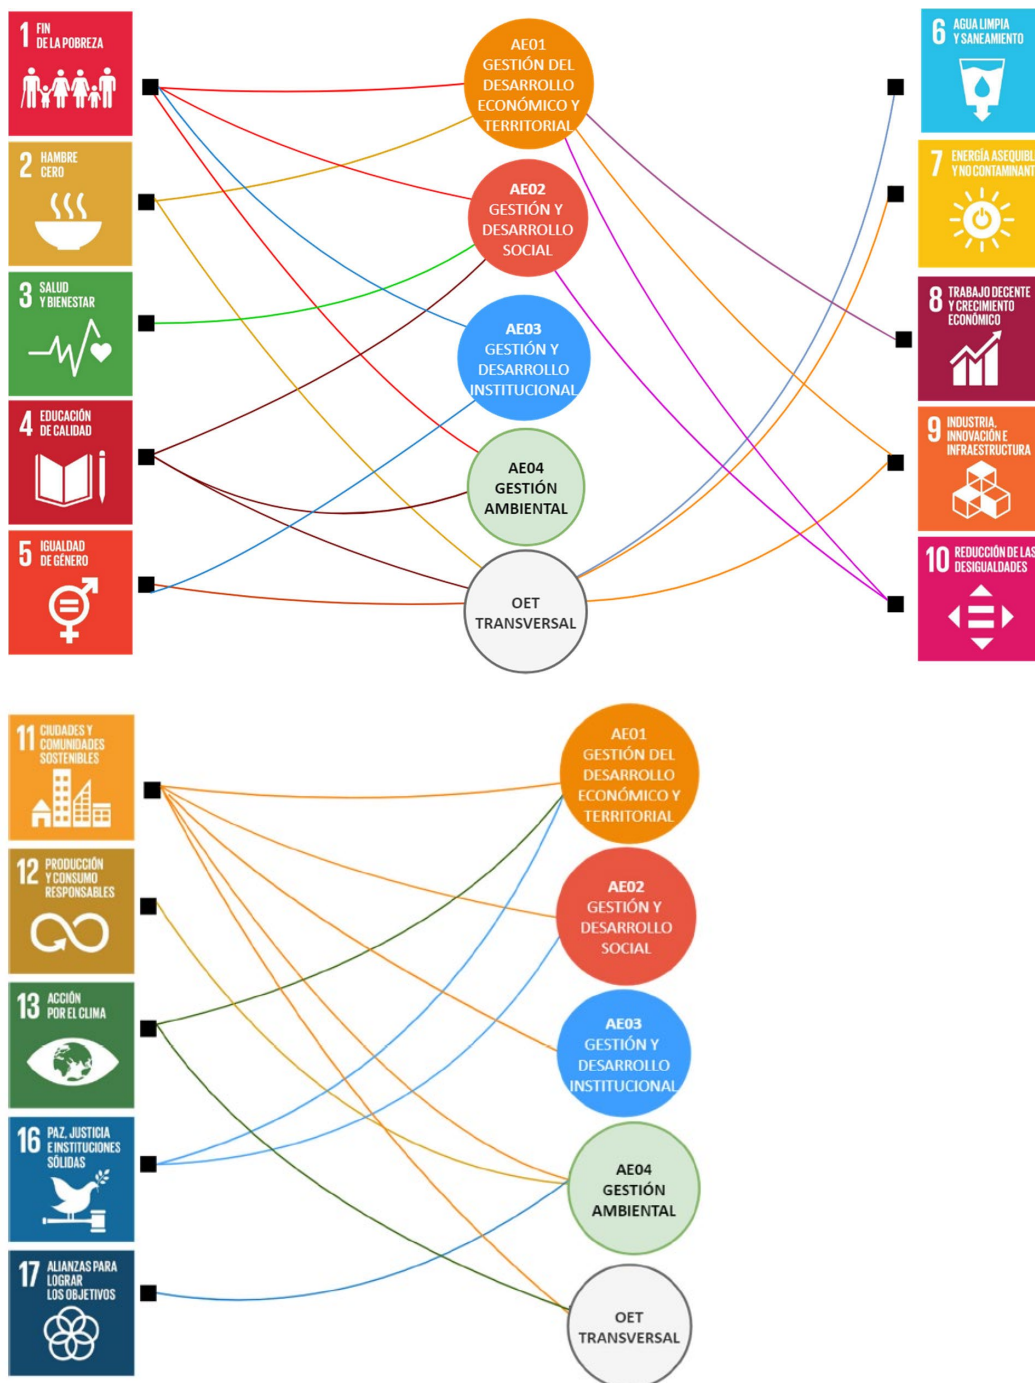 1 FIN
DE LA POBREZA
2 HAMBRE
CERO
3 SALUD
Y BIENESTAR
4 EDUCACIÓN
DE CALIDAD
5 IGUALDAD
DE GÉNERO
AE01
GESTIÓN DEL
DESARROLLO
ECONÓMICO Y
TERRITORIAL
AE02
GESTIÓN Y
DESARROLLO
SOCIAL
AE03
GESTIÓN Y
DESARROLLO
INSTITUCIONAL
AE04
GESTIÓN
AMBIENTAL
OET
TRANSVERSAL
6 AGUA LIMPIA
Y SANEAMIENTO
7 ENERGÍA ASEQUIBL
Y NO CONTAMINANT
8 TRABAJO DECENTE
Y CRECIMIENTO
ECONÓMICO
9 INDUSTRIA,
INNOVACIÓN E
INFRAESTRUCTURA
10 REDUCCIÓN DE LAS
DESIGUALDADES
11 CIUDADES Y
COMUNIDADES
SOSTENIBLES
12 PRODUCCIÓN
Y CONSUMO
RESPONSABLES
13 ACCIÓN
POR EL CLIMA
16 PAZ, JUSTICIA
E INSTITUCIONES
SÓLIDAS
17 ALIANZAS PARA
LOGRAR
LOS OBJETIVOS
AE01
GESTIÓN DEL
DESARROLLO
ECONÓMICO Y
TERRITORIAL
AE02
GESTIÓN Y
DESARROLLO
SOCIAL
AE03
GESTIÓN Y
DESARROLLO
INSTITUCIONAL
AE04
GESTIÓN
AMBIENTAL
OET
TRANSVERSAL